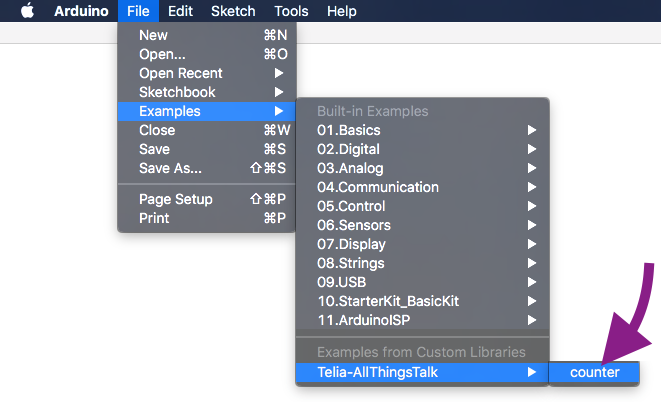 Arduino File Edit Sketch Tools Help
New ⌘N
Open... ⌘O
Open Recent ▶
Sketchbook ▶
Examples ▶
Close ⌘W
Save ⌘S
Save As... ⇧⌘S
Page Setup ⇧⌘P
Print ⌘P
Built-in Examples
01.Basics ▶
02.Digital ▶
03.Analog ▶
04.Communication ▶
05.Control ▶
06.Sensors ▶
07.Display ▶
08.Strings ▶
09.USB ▶
10.StarterKit_BasicKit ▶
11.ArduinoISP ▶
Examples from Custom Libraries
Telia-AllThingsTalk ▶
counter